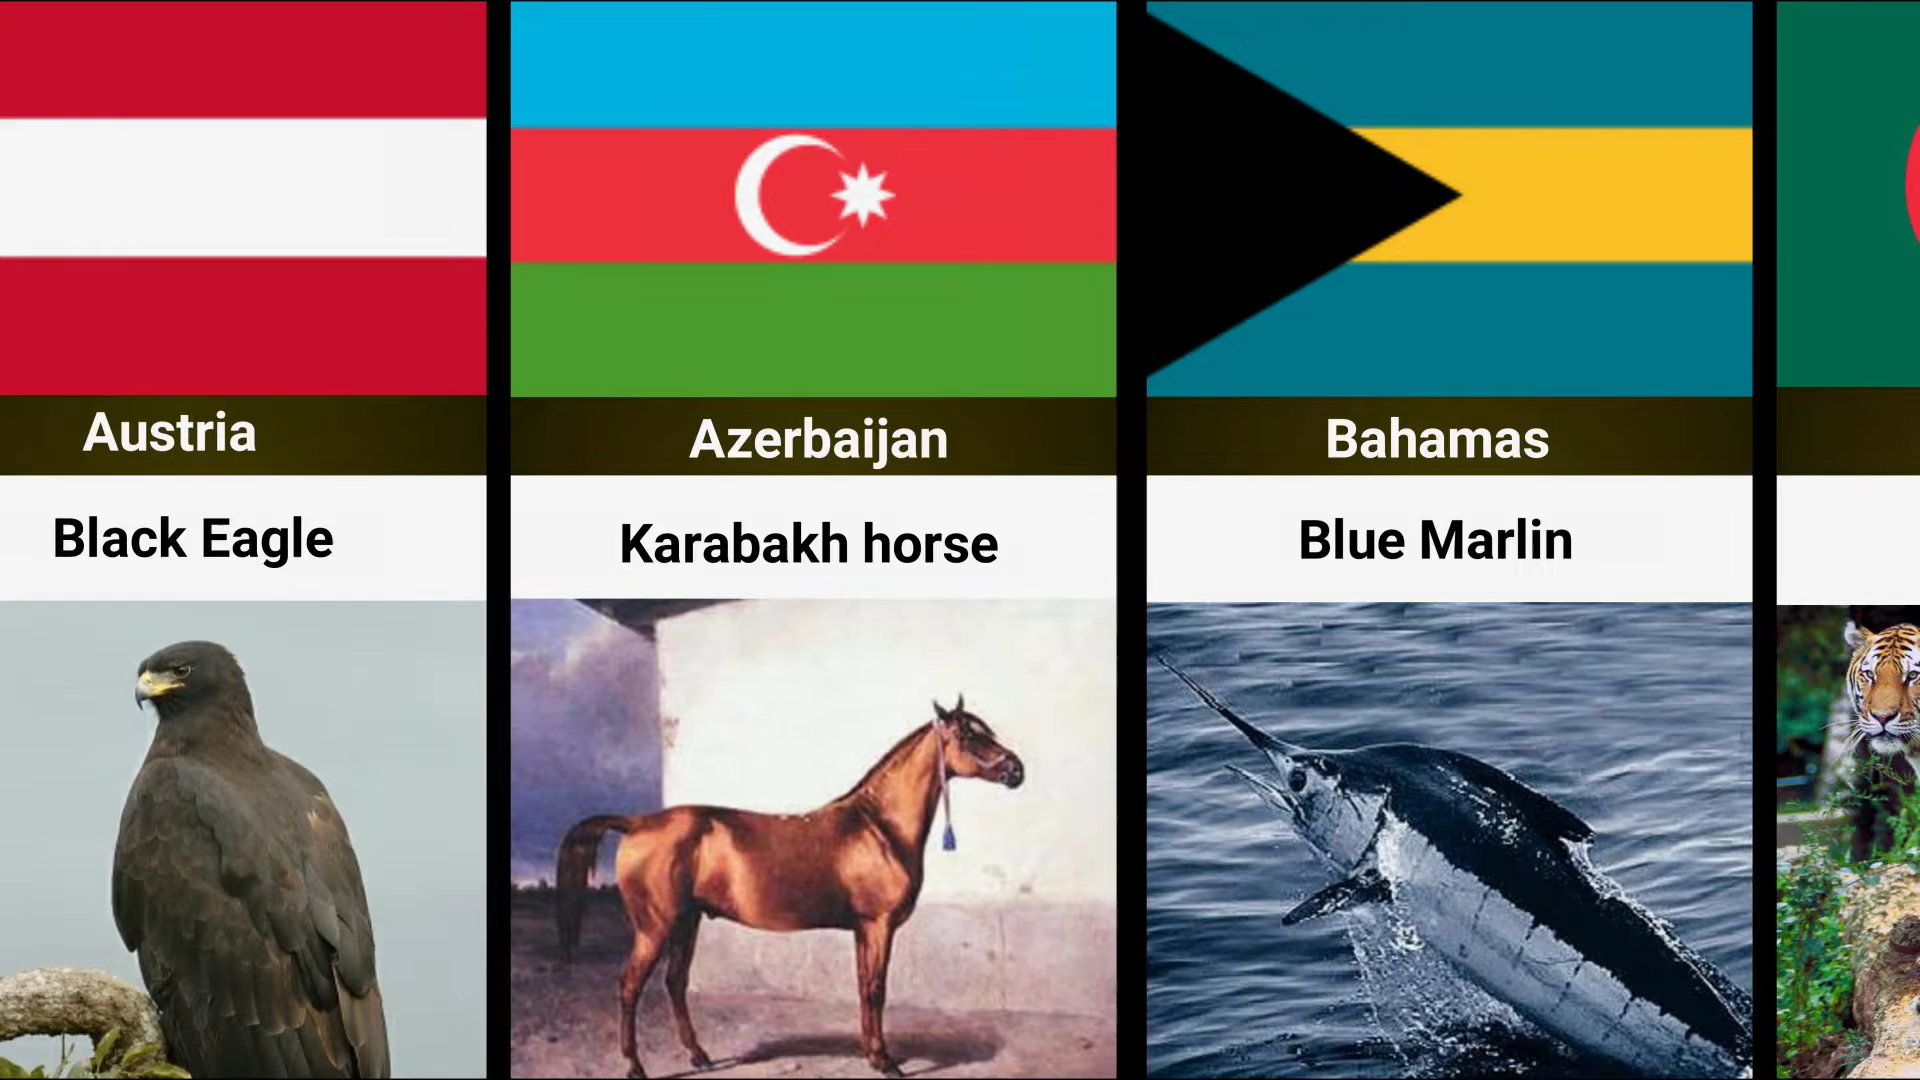 Austria
Black Eagle
Azerbaijan
Karabakh horse
Bahamas
Blue Marlin